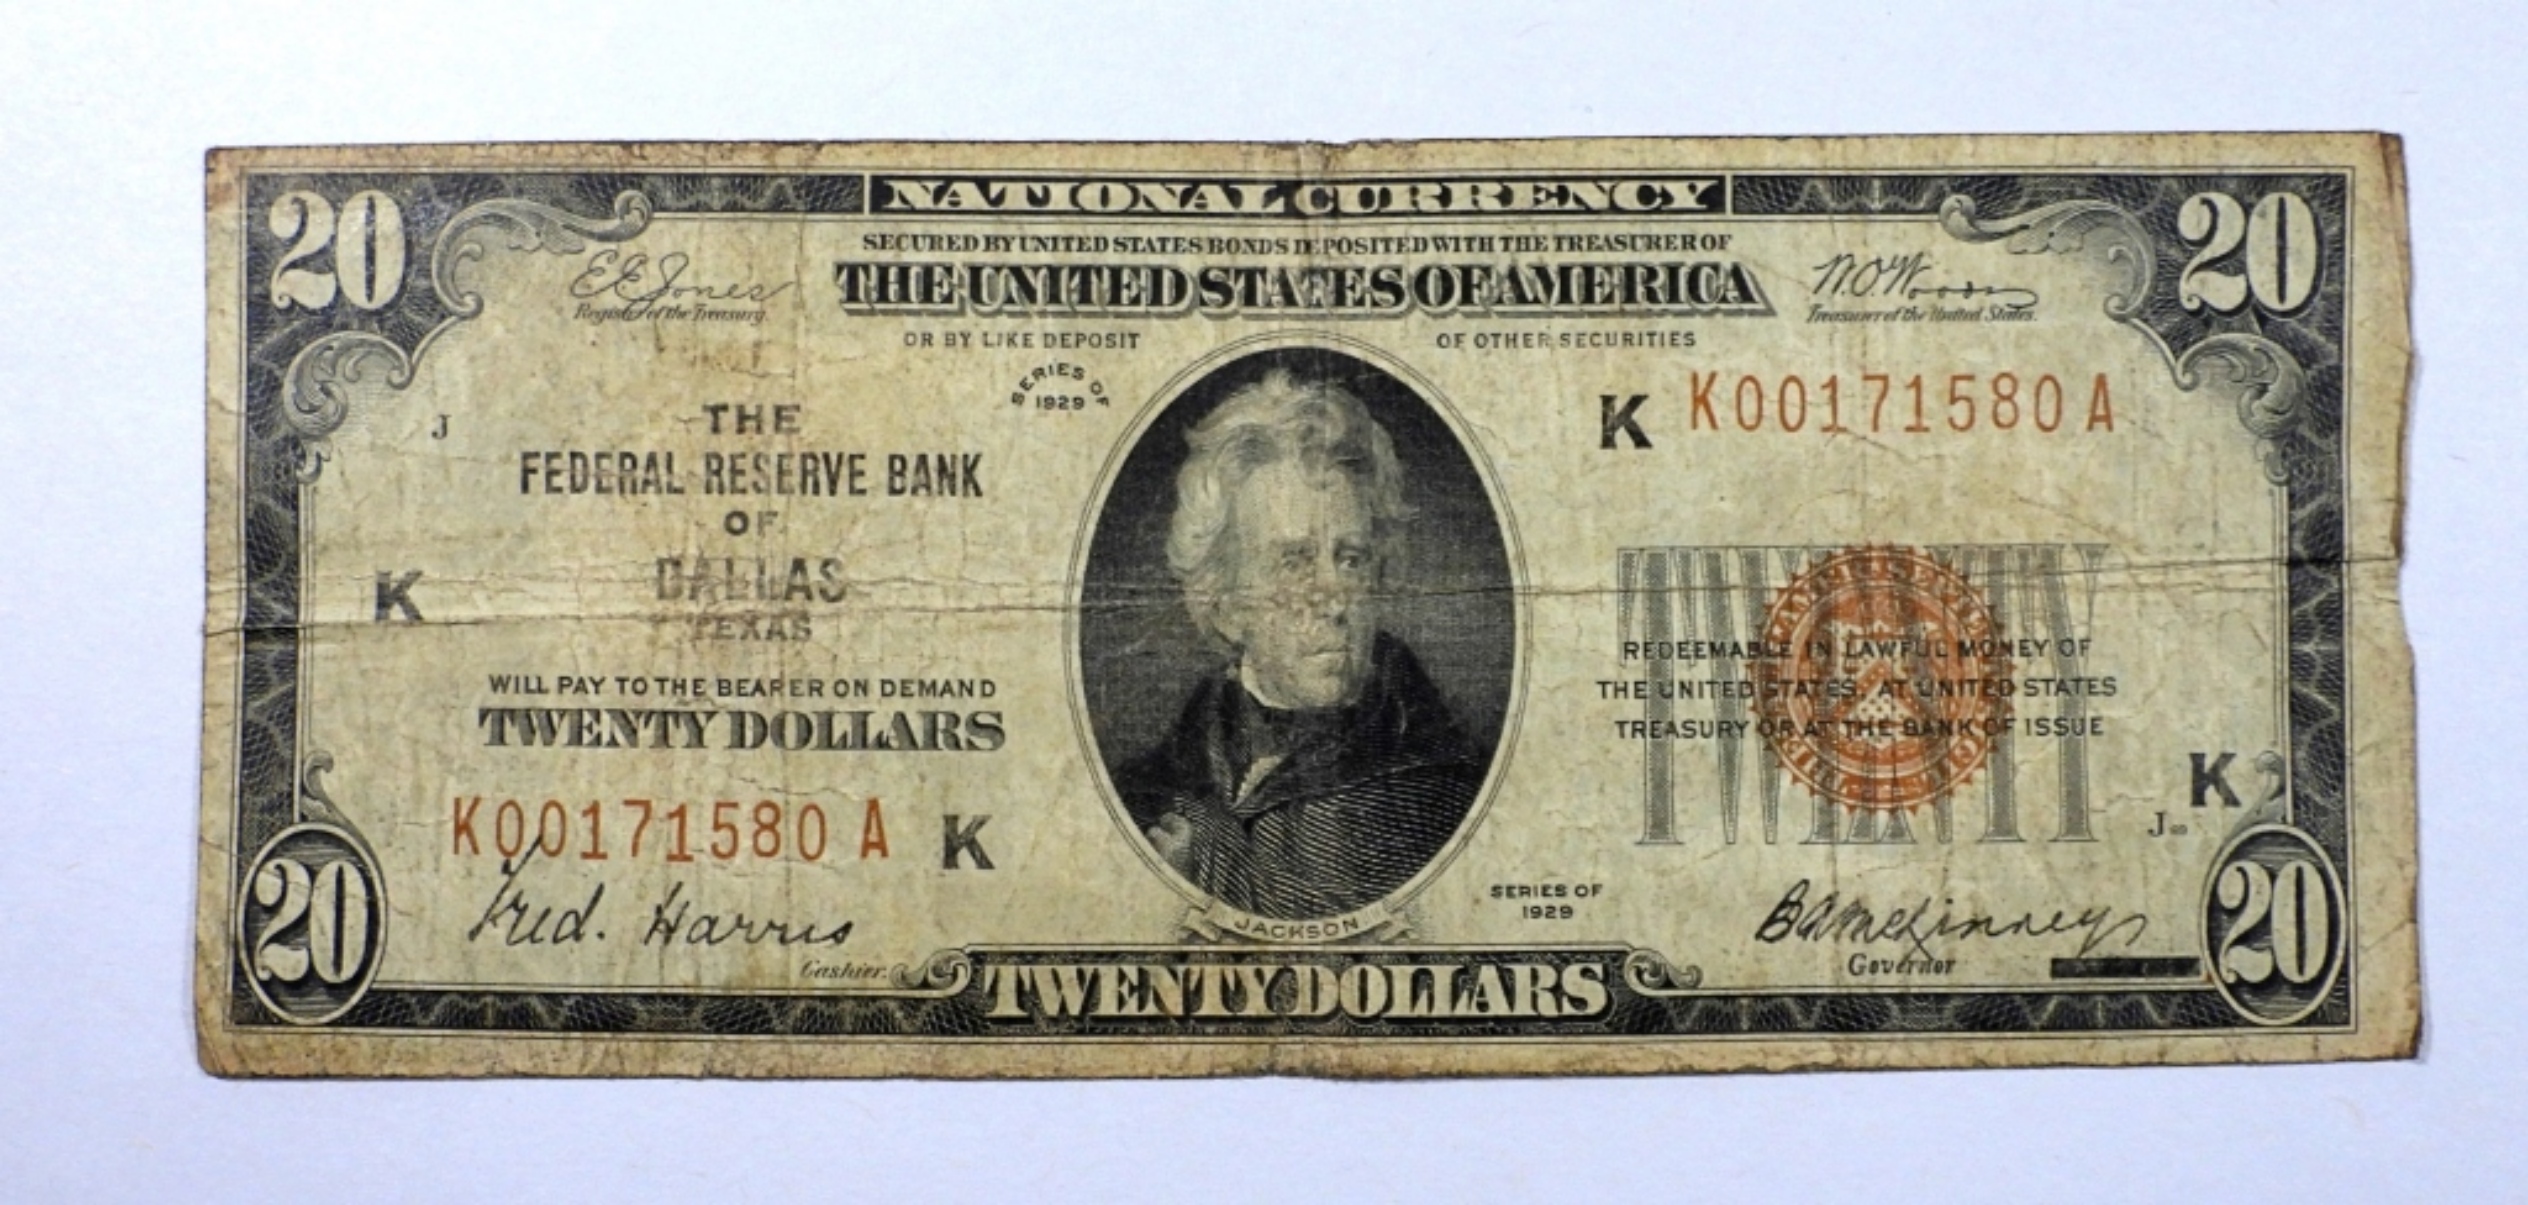 NATIONAL CURRENCY
20
20
SECURED BY UNITED STATES BONDS DEPOSITED WITH THE TREASURER OF
THE UNITED STATES OF AMERICA
E E Jones
Register of the Treasury.
W.O. Woods
Treasurer of the United States.
OR BY LIKE DEPOSIT OF OTHER SECURITIES
SERIES OF
1929
J
THE
FEDERAL RESERVE BANK
OF
DALLAS
TEXAS
K
K K00171580A
WILL PAY TO THE BEARER ON DEMAND
TWENTY DOLLARS
K00171580A K
TWENTY
REDEEMABLE IN LAWFUL MONEY OF
THE UNITED STATES, AT UNITED STATES
TREASURY OR AT THE BANK OF ISSUE
K
J
Fred. Harris
Cashier.
JACKSON
SERIES OF
1929
B A McKinney
Governor
20
TWENTY DOLLARS
20